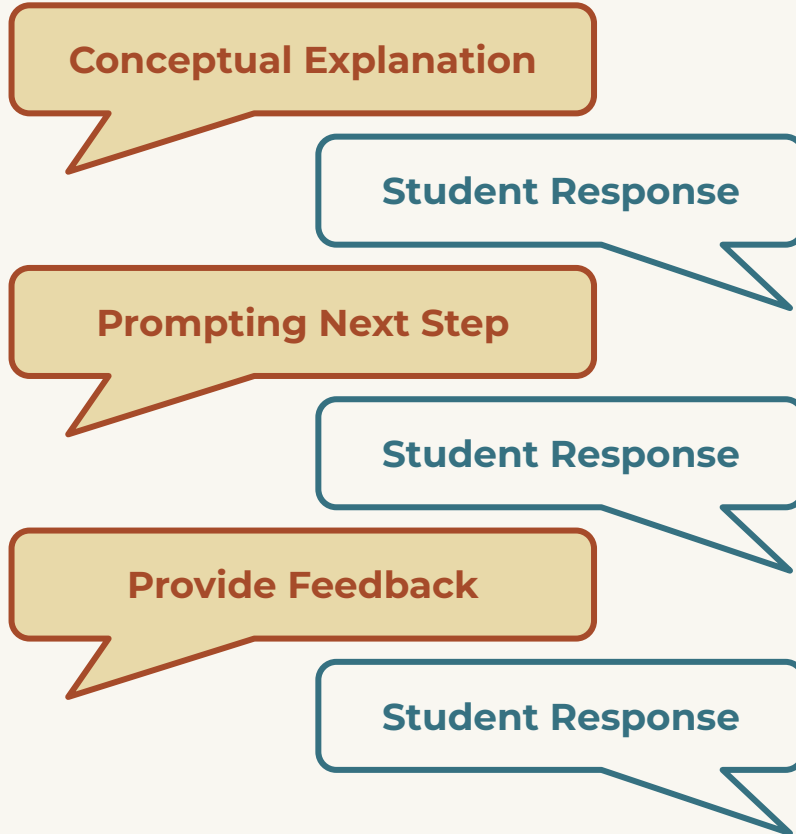 Conceptual Explanation
Student Response
Prompting Next Step
Student Response
Provide Feedback
Student Response